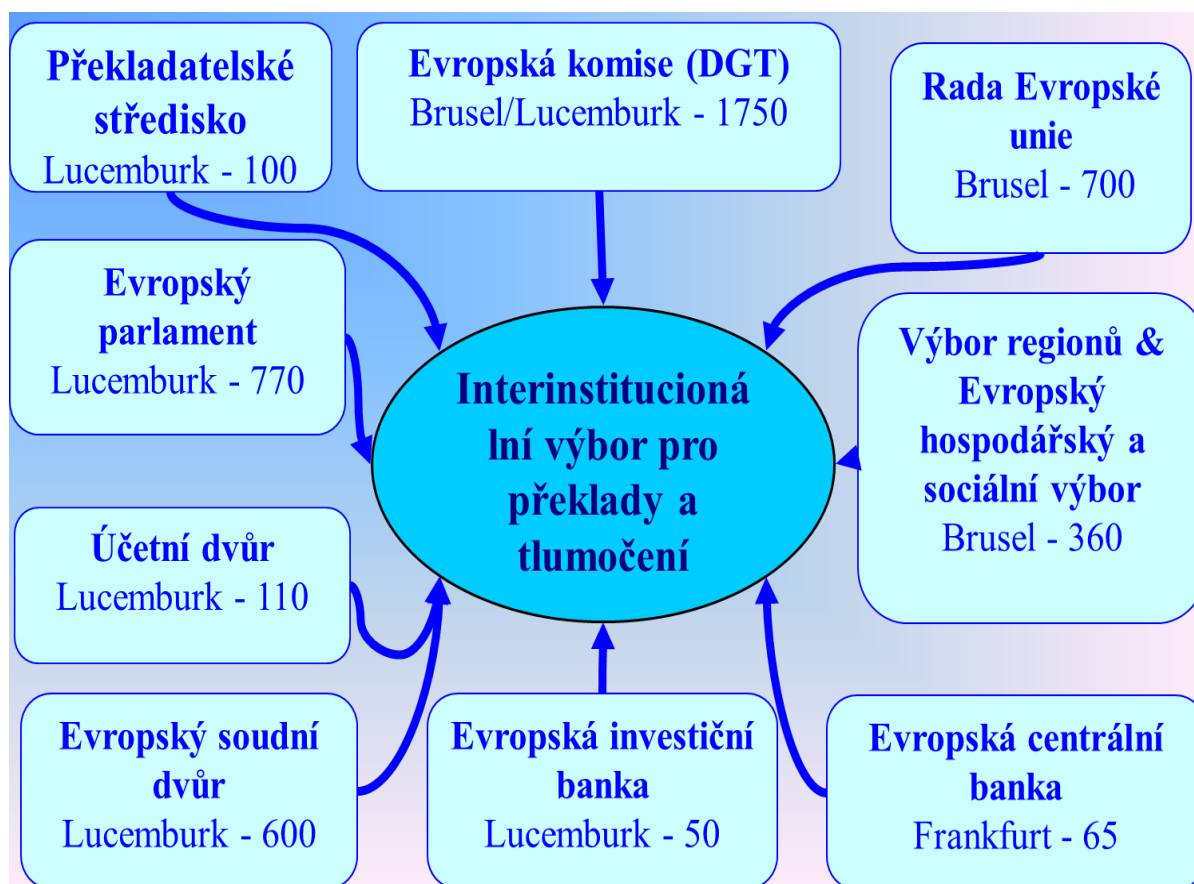 Překladatelské
středisko
Lucemburk - 100
Evropská komise (DGT)
Brusel/Lucemburk - 1750
Rada Evropské
unie
Brusel - 700
Evropský
parlament
Lucemburk - 770
Interinstitucioná
lní výbor pro
překlady a
tlumočení
Výbor regionů &
Evropský
hospodářský a
sociální výbor
Brusel - 360
Účetní dvůr
Lucemburk - 110
Evropský soudní
dvůr
Lucemburk - 600
Evropská investiční
banka
Lucemburk - 50
Evropská centrální
banka
Frankfurt - 65